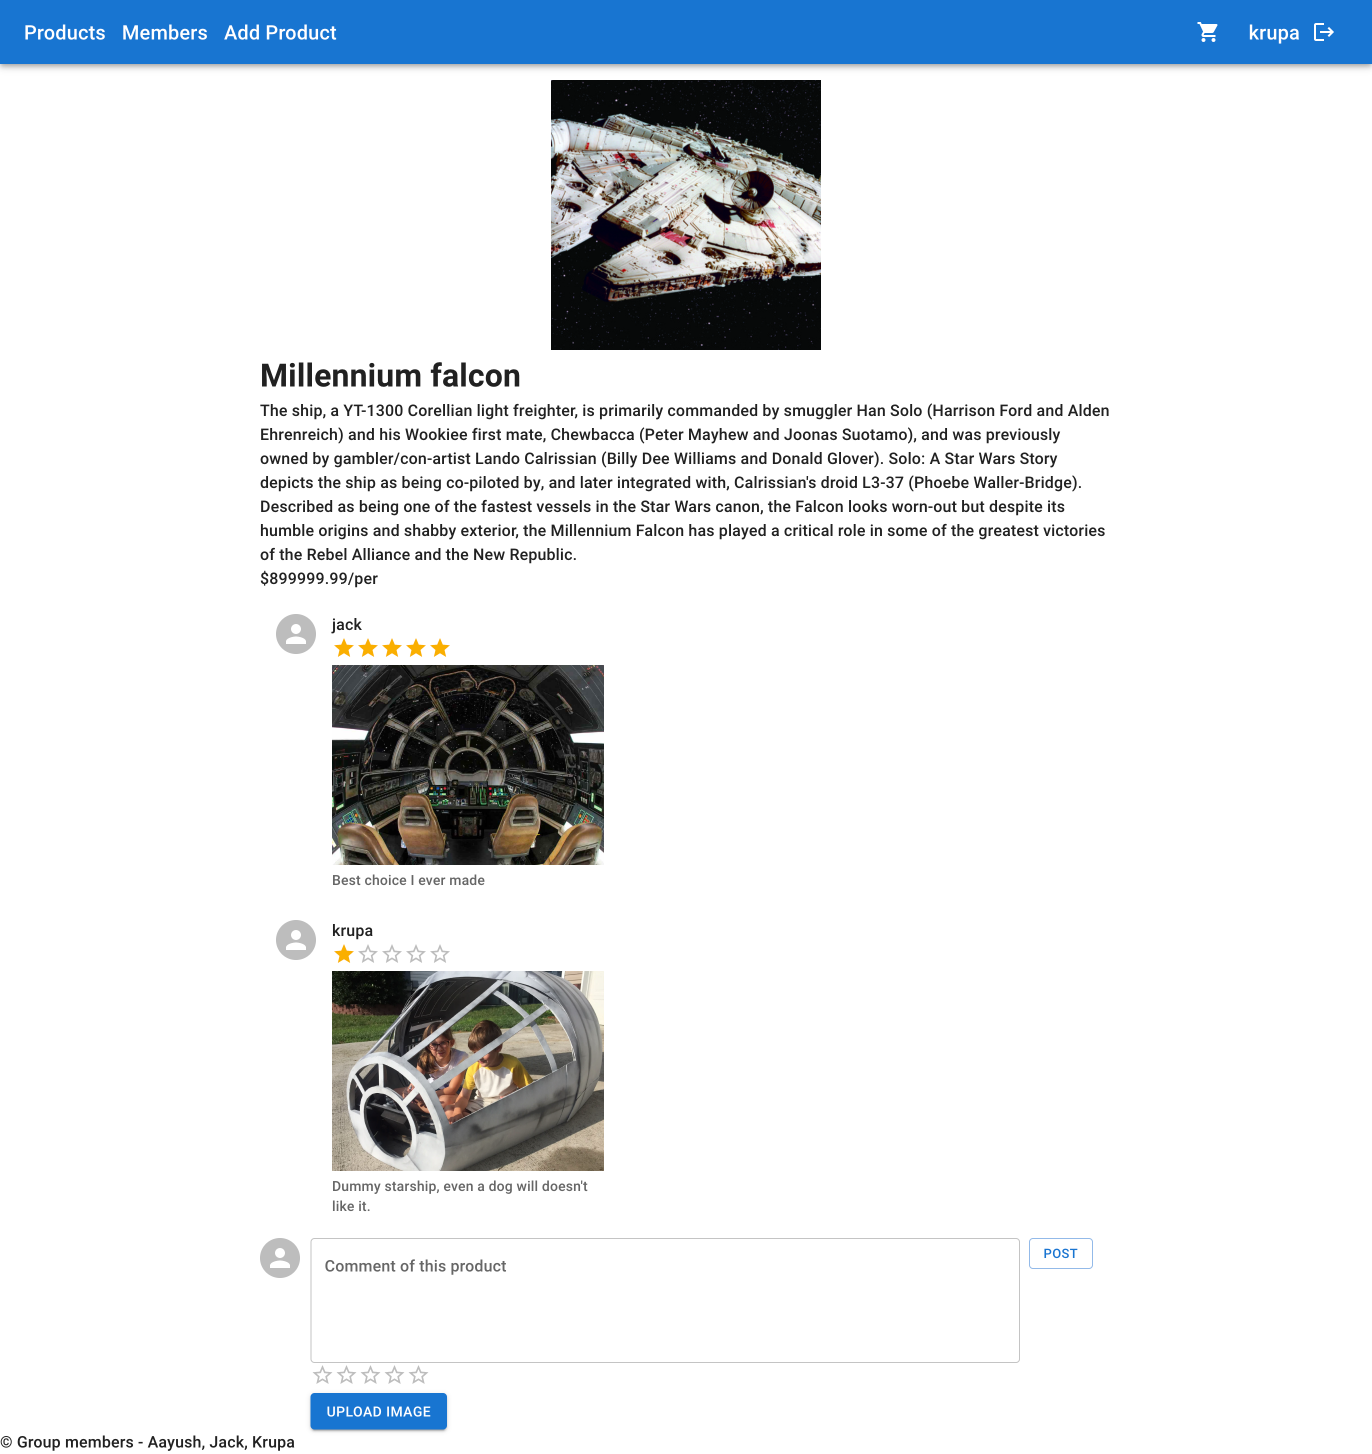 Products Members Add Product krupa
Millennium falcon
The ship, a YT-1300 Corellian light freighter, is primarily commanded by smuggler Han Solo (Harrison Ford and Alden
Ehrenreich) and his Wookiee first mate, Chewbacca (Peter Mayhew and Joonas Suotamo), and was previously
owned by gambler/con-artist Lando Calrissian (Billy Dee Williams and Donald Glover). Solo: A Star Wars Story
depicts the ship as being co-piloted by, and later integrated with, Calrissian's droid L3-37 (Phoebe Waller-Bridge).
Described as being one of the fastest vessels in the Star Wars canon, the Falcon looks worn-out but despite its
humble origins and shabby exterior, the Millennium Falcon has played a critical role in some of the greatest victories
of the Rebel Alliance and the New Republic.
$899999.99/per
jack
Best choice I ever made
krupa
Dummy starship, even a dog will doesn't
like it.
Comment of this product
POST
UPLOAD IMAGE
© Group members - Aayush, Jack, Krupa